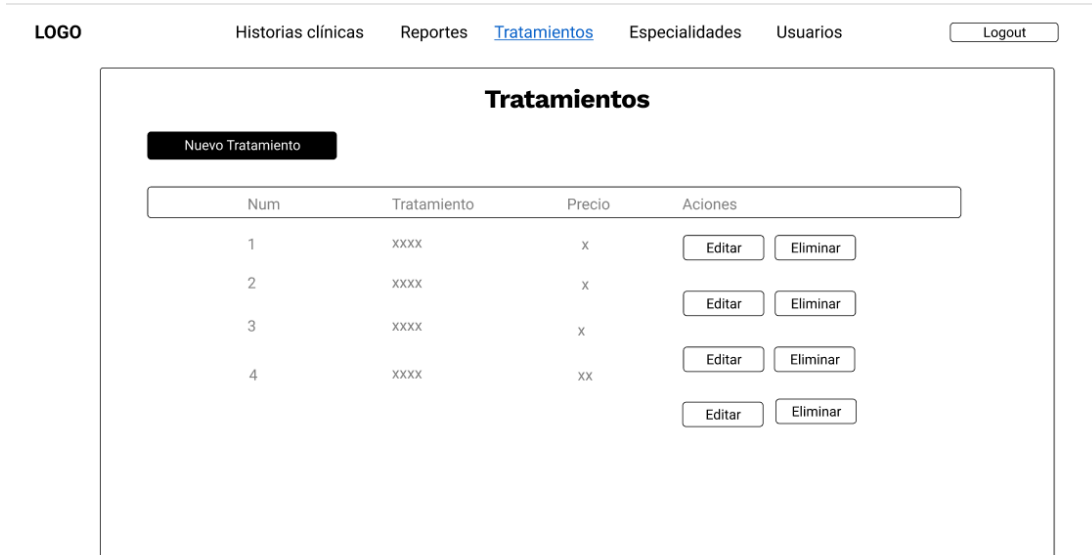 LOGO Historias clínicas Reportes Tratamientos Especialidades Usuarios Logout
Tratamientos
Nuevo Tratamiento
Num Tratamiento Precio Aciones
1 xxxx x Editar Eliminar
2 xxxx x Editar Eliminar
3 xxxx x Editar Eliminar
4 xxxx xx Editar Eliminar